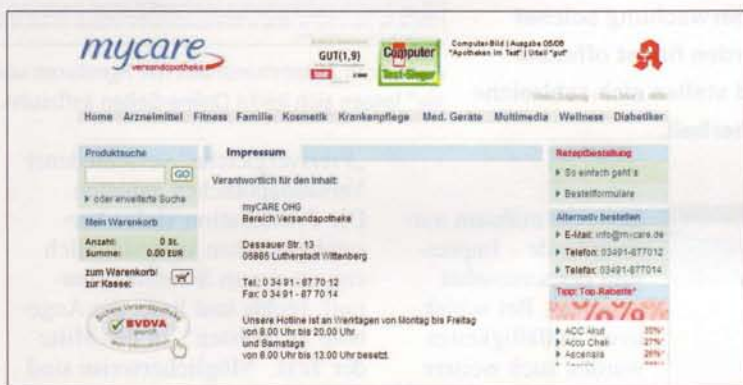 mycare
versandapotheke
GUT(1,9)
Computer
Test-Sieger
Computer-Bild | Ausgabe 05/06
"Apotheken im Test" | Urteil "gut"
Home Arzneimittel Fitness Familie Kosmetik Krankenpflege Med. Geräte Multimedia Wellness Diabetiker
Produktsuche
GO
oder erweiterte Suche
Mein Warenkorb
Anzahl: 0 St.
Summe: 0.00 EUR
zum Warenkorb/
zur Kasse:
BVDVA
Impressum
Verantwortlich für den Inhalt:
myCARE OHG
Bereich Versandapotheke
Dessauer Str. 13
06886 Lutherstadt Wittenberg
Tel.: 0 34 91 - 87 70 12
Fax: 0 34 91 - 87 70 14
Unsere Hotline ist an Werktagen von Montag bis Freitag
von 8.00 Uhr bis 20.00 Uhr
und Samstags
von 8.00 Uhr bis 13.00 Uhr besetzt.
Rezeptbestellung
So einfach geht's
Bestellformulare
Alternativ bestellen
E-Mail: info@mycare.de
Telefon: 03491-877012
Telefax: 03491-877014
Tipp: Top-Rabatte*
%%
ACC Akut 30%*
Accu Chek 27%*
Ascensia 26%*